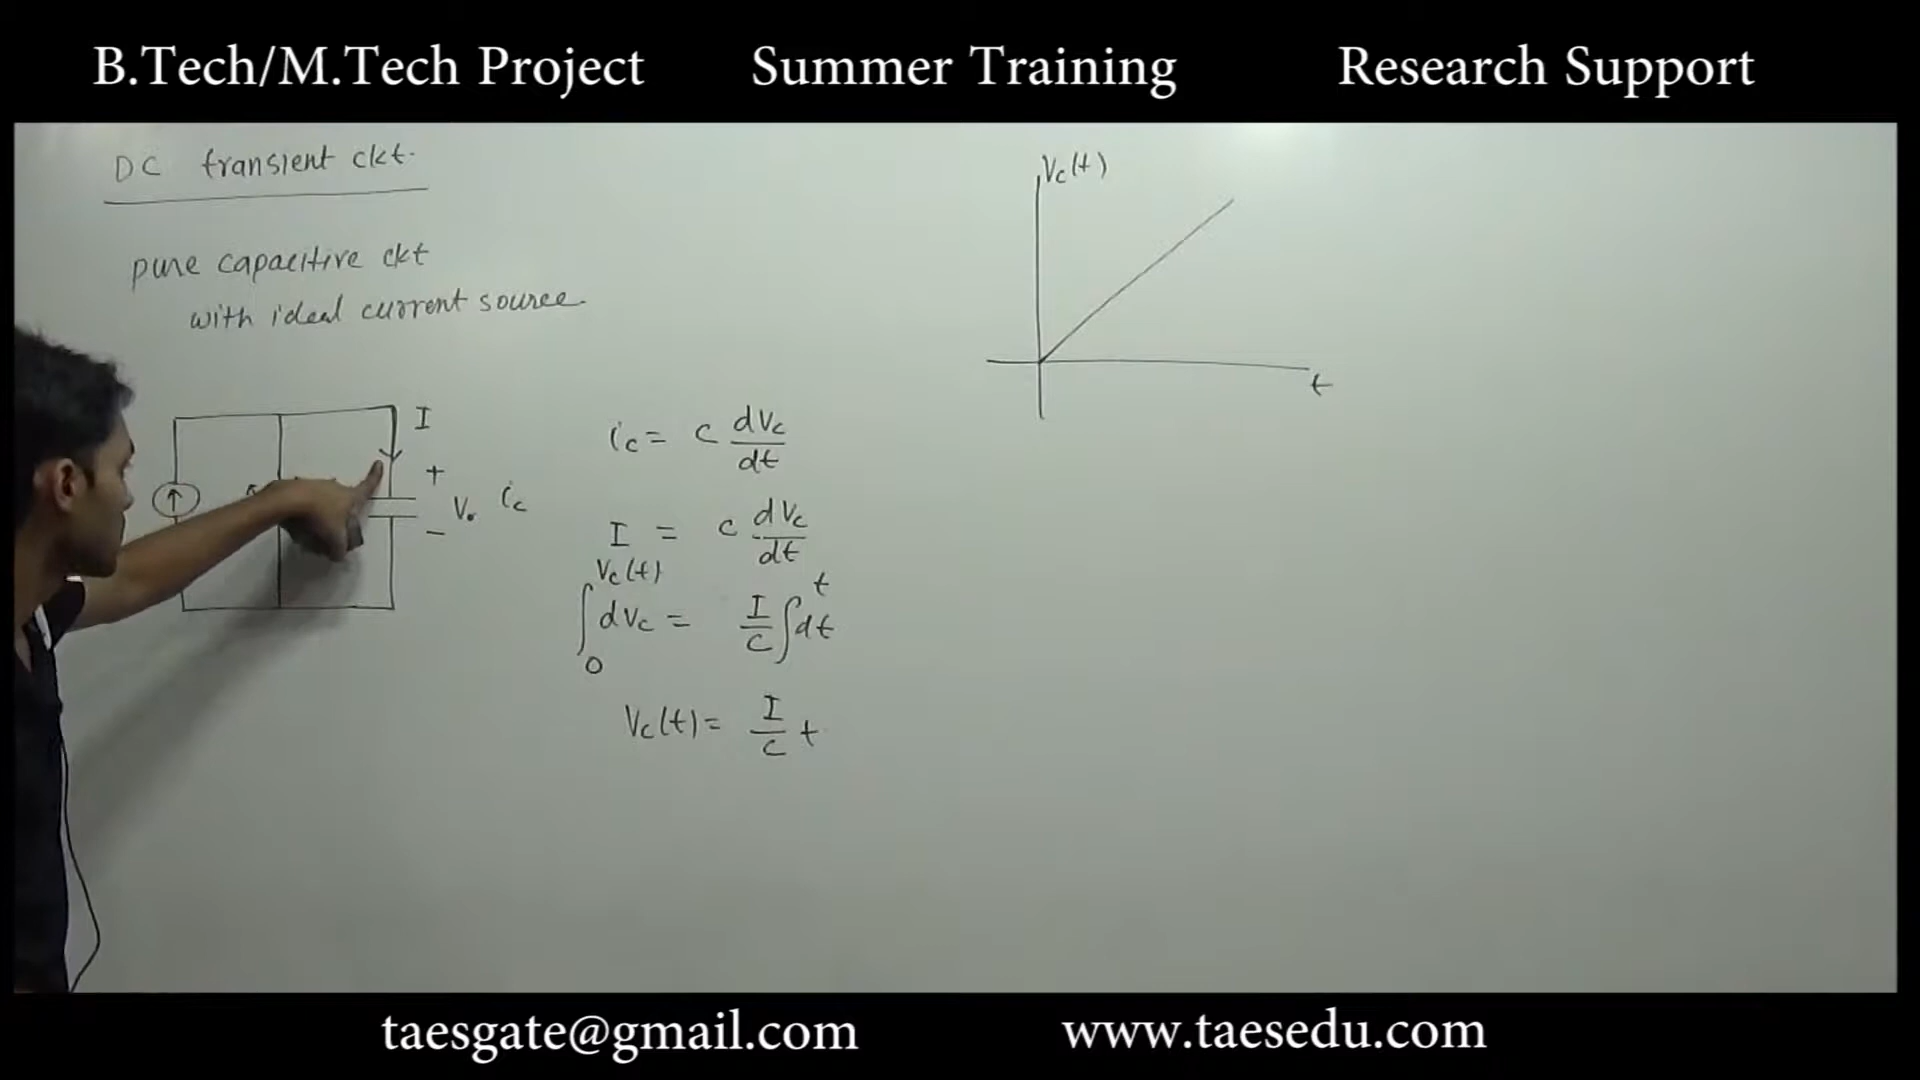 B.Tech/M.Tech Project Summer Training Research Support
DC transient ckt.
pure capacitive ckt
with ideal current source.
I
+
V. ic
−
ic = c dVc/dt
I = c dVc/dt
Vc(t) t
∫dVc = I/c ∫dt
0
Vc(t) = I/c t
Vc(t)
t
taesgate@gmail.com www.taesedu.com